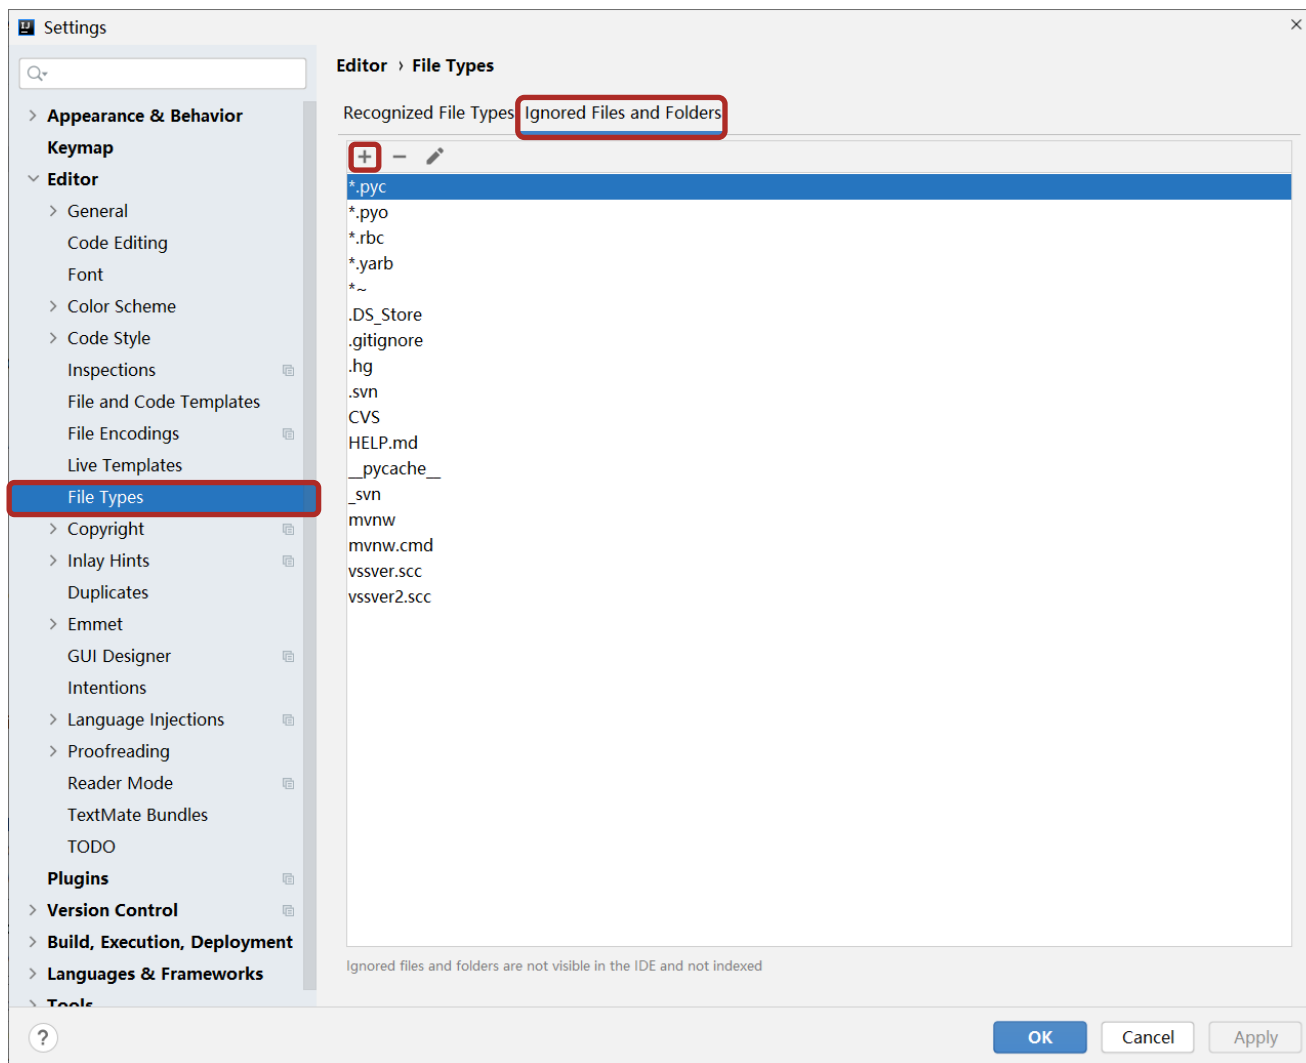 Settings
Editor › File Types
Recognized File Types
Ignored Files and Folders
Appearance & Behavior
Keymap
Editor
General
Code Editing
Font
Color Scheme
Code Style
Inspections
File and Code Templates
File Encodings
Live Templates
File Types
Copyright
Inlay Hints
Duplicates
Emmet
GUI Designer
Intentions
Language Injections
Proofreading
Reader Mode
TextMate Bundles
TODO
Plugins
Version Control
Build, Execution, Deployment
Languages & Frameworks
Tools
*.pyc
*.pyo
*.rbc
*.yarb
*~
.DS_Store
.gitignore
.hg
.svn
CVS
HELP.md
__pycache__
_svn
mvnw
mvnw.cmd
vssver.scc
vssver2.scc
Ignored files and folders are not visible in the IDE and not indexed
?
OK
Cancel
Apply